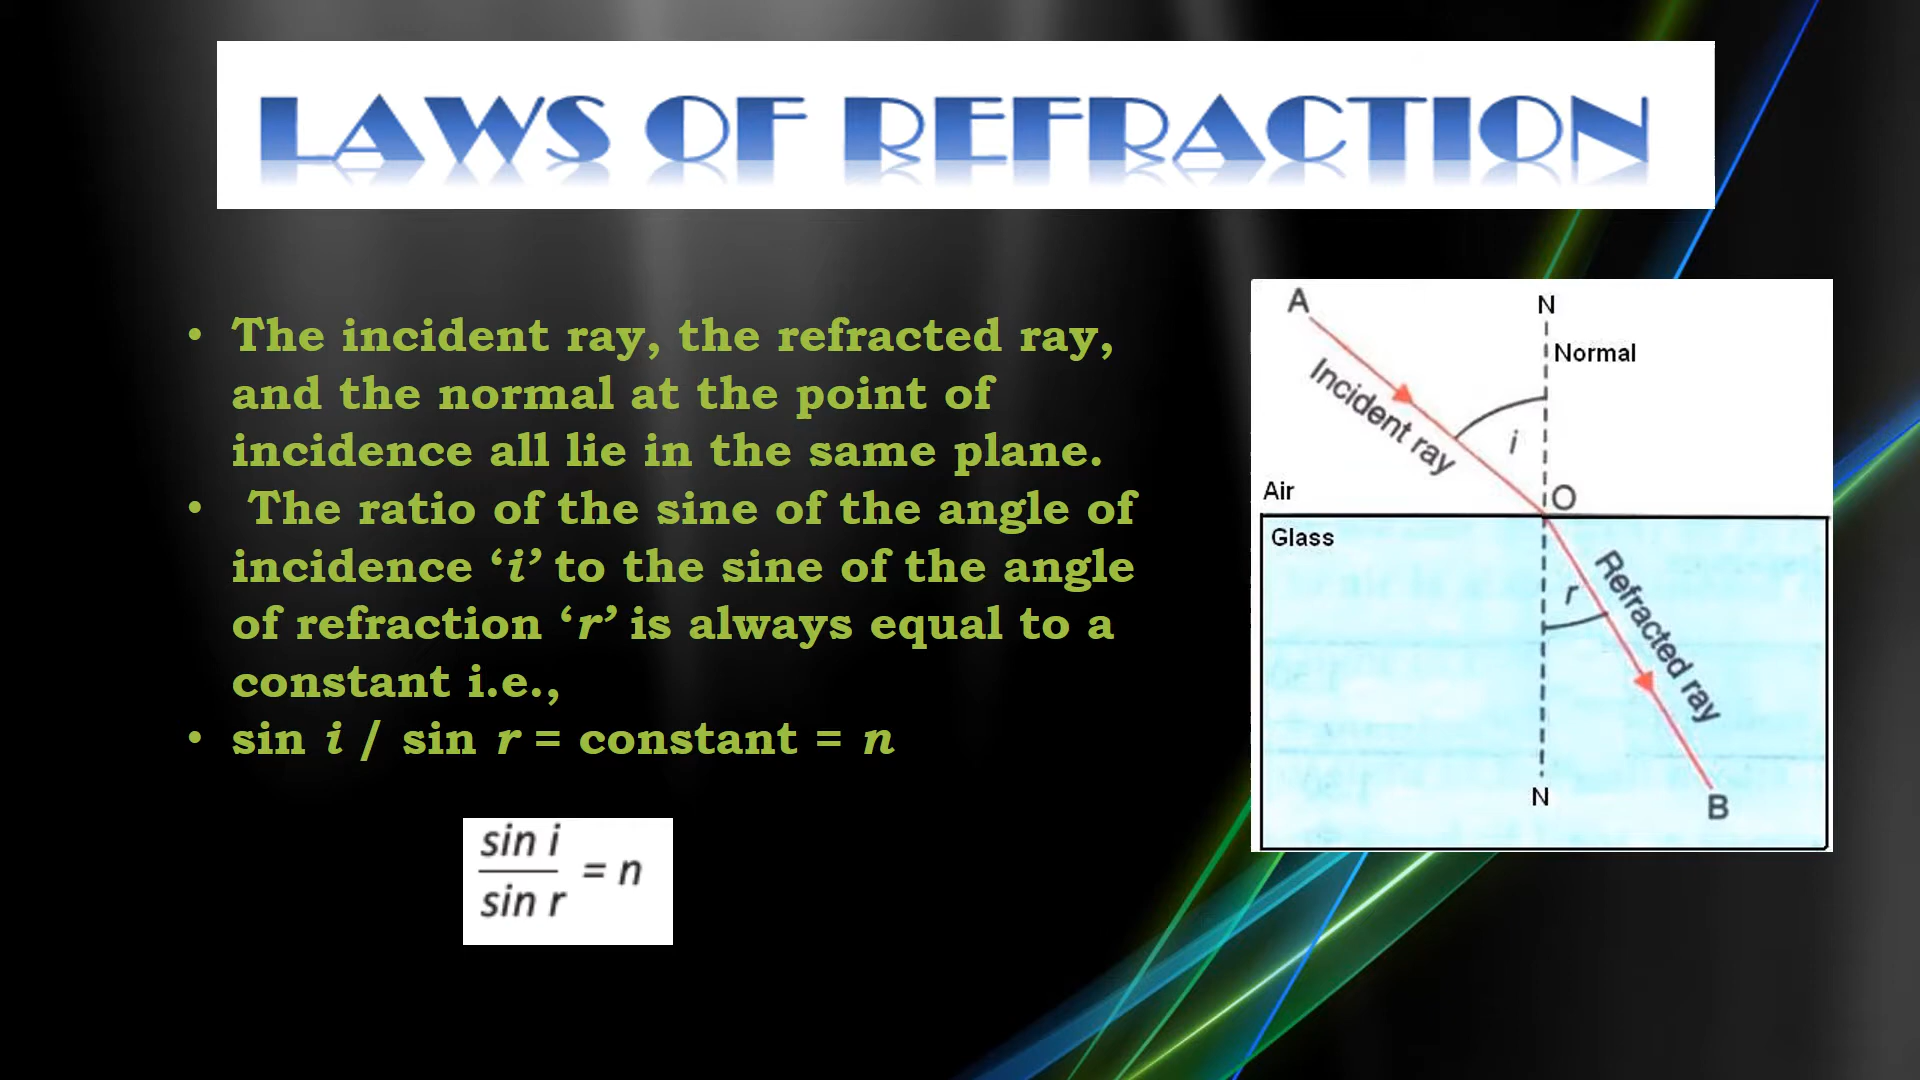 LAWS OF REFRACTION
• The incident ray, the refracted ray,
and the normal at the point of
incidence all lie in the same plane.
• The ratio of the sine of the angle of
incidence ‘i’ to the sine of the angle
of refraction ‘r’ is always equal to a
constant i.e.,
• sin i / sin r = constant = n
sin i
sin r
= n
A
N
Normal
Incident ray
i
Air
O
Glass
r
Refracted ray
N
B